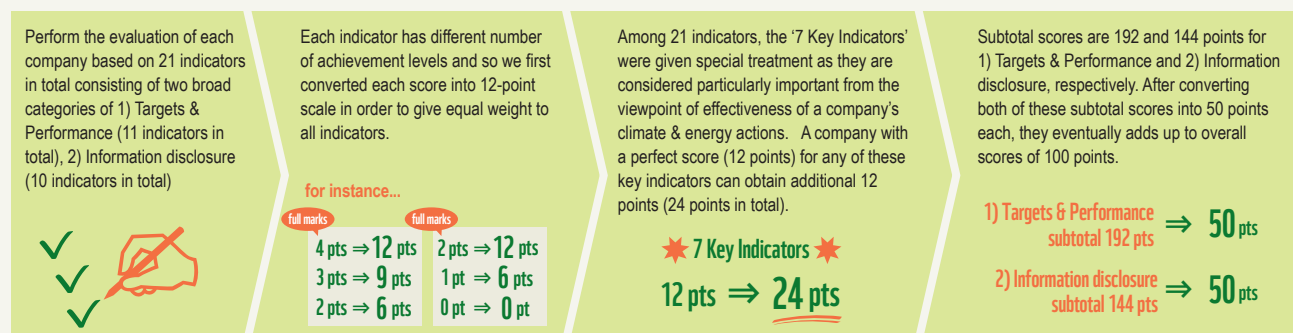 Perform the evaluation of each
company based on 21 indicators
in total consisting of two broad
categories of 1) Targets &
Performance (11 indicators in
total), 2) Information disclosure
(10 indicators in total)
Each indicator has different number
of achievement levels and so we first
converted each score into 12-point
scale in order to give equal weight to
all indicators.
for instance...
full marks
4 pts ⇒ 12 pts
3 pts ⇒ 9 pts
2 pts ⇒ 6 pts
full marks
2 pts ⇒ 12 pts
1 pt ⇒ 6 pts
0 pt ⇒ 0 pt
Among 21 indicators, the ‘7 Key Indicators’
were given special treatment as they are
considered particularly important from the
viewpoint of effectiveness of a company’s
climate & energy actions. A company with
a perfect score (12 points) for any of these
key indicators can obtain additional 12
points (24 points in total).
7 Key Indicators
12 pts ⇒ 24 pts
Subtotal scores are 192 and 144 points for
1) Targets & Performance and 2) Information
disclosure, respectively. After converting
both of these subtotal scores into 50 points
each, they eventually adds up to overall
scores of 100 points.
1) Targets & Performance
subtotal 192 pts ⇒ 50 pts
2) Information disclosure
subtotal 144 pts ⇒ 50 pts